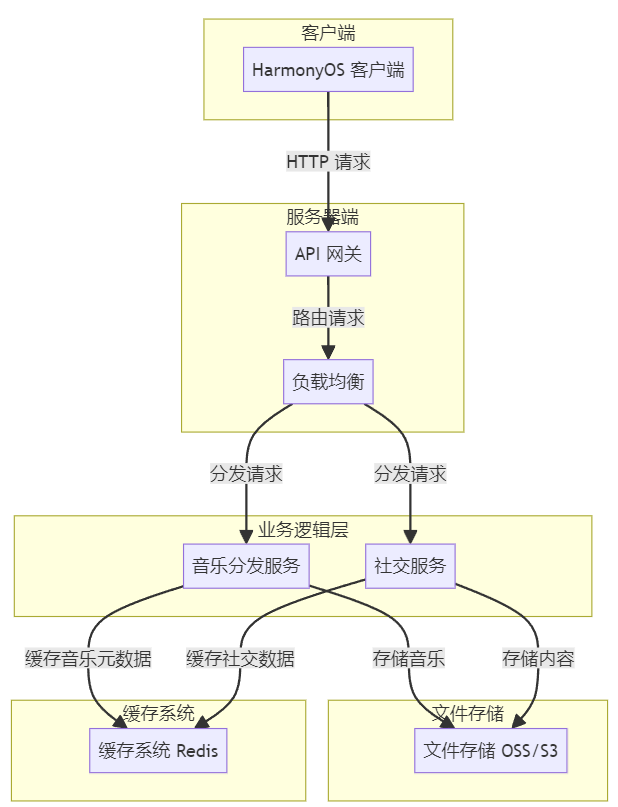 客户端
HarmonyOS 客户端
HTTP 请求
服务器端
API 网关
路由请求
负载均衡
分发请求
分发请求
业务逻辑层
音乐分发服务
社交服务
缓存音乐元数据
缓存社交数据
存储音乐
存储内容
缓存系统
文件存储
缓存系统 Redis
文件存储 OSS/S3